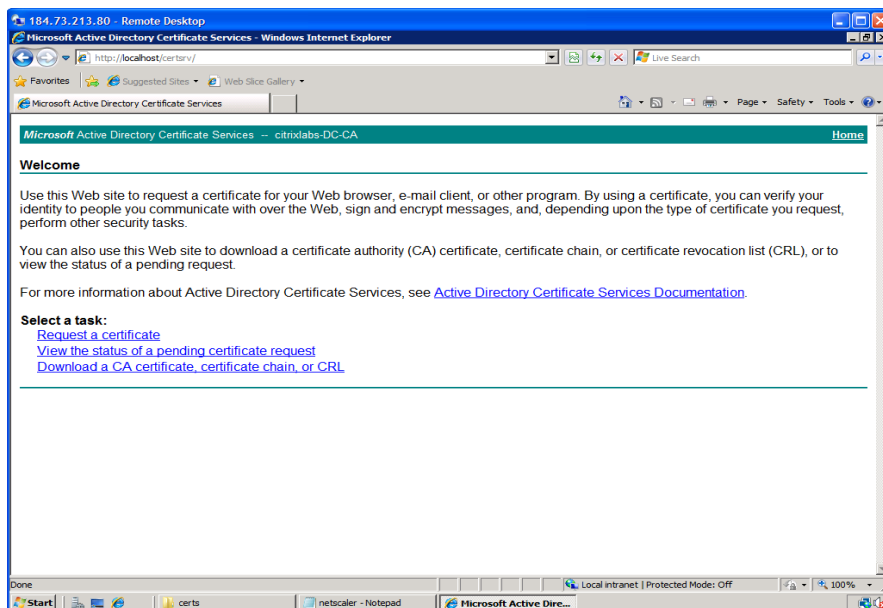 184.73.213.80 - Remote Desktop
Microsoft Active Directory Certificate Services - Windows Internet Explorer
http://localhost/certsrv/
Live Search
Favorites Suggested Sites Web Slice Gallery
Microsoft Active Directory Certificate Services Page Safety Tools
Microsoft Active Directory Certificate Services -- citrixlabs-DC-CA Home
Welcome
Use this Web site to request a certificate for your Web browser, e-mail client, or other program. By using a certificate, you can verify your
identity to people you communicate with over the Web, sign and encrypt messages, and, depending upon the type of certificate you request,
perform other security tasks.
You can also use this Web site to download a certificate authority (CA) certificate, certificate chain, or certificate revocation list (CRL), or to
view the status of a pending request.
For more information about Active Directory Certificate Services, see Active Directory Certificate Services Documentation.
Select a task:
Request a certificate
View the status of a pending certificate request
Download a CA certificate, certificate chain, or CRL
Done Local intranet | Protected Mode: Off 100%
Start certs netscaler - Notepad Microsoft Active Dire...